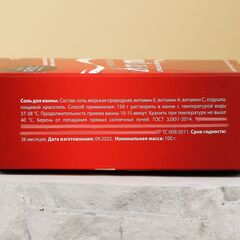 Соль для ванны. Состав: соль морская природная, витамин Е, витамин А, витамин С, отдушка,
пищевой краситель. Способ применения: 150 г растворить в ванне с температурой воды
37-38 °C. Продолжительность приема ванны 10-15 минут. Хранить при температуре не выше
40 °C. Беречь от попадания прямых солнечных лучей. ГОСТ 32851-2014.
ТР ТС 009/2011. Срок годности:
36 месяцев. Дата изготовления: 09.2022. Номинальная масса: 100 г.